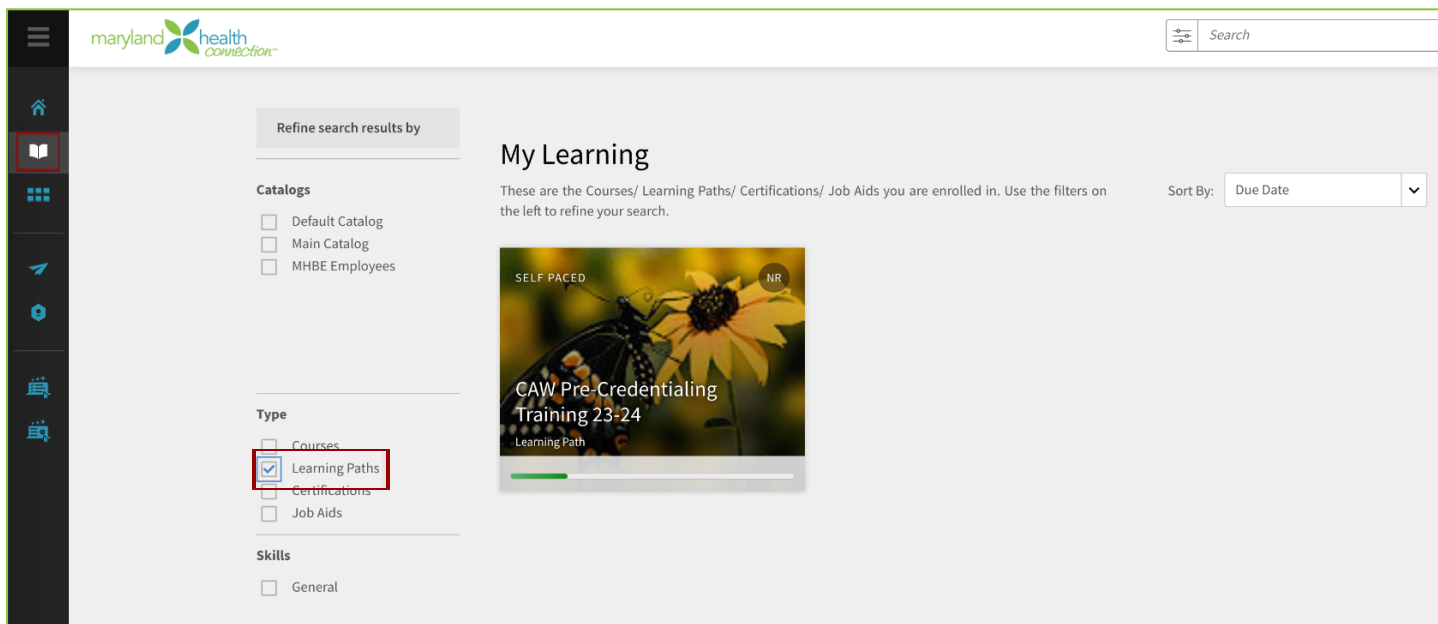 maryland health
connection™
Search
Refine search results by
Catalogs
Default Catalog
Main Catalog
MHBE Employees
Type
Courses
Learning Paths
Certifications
Job Aids
Skills
General
My Learning
These are the Courses/ Learning Paths/ Certifications/ Job Aids you are enrolled in. Use the filters on
the left to refine your search.
Sort By: Due Date
SELF PACED
NR
CAW Pre-Credentialing
Training 23-24
Learning Path